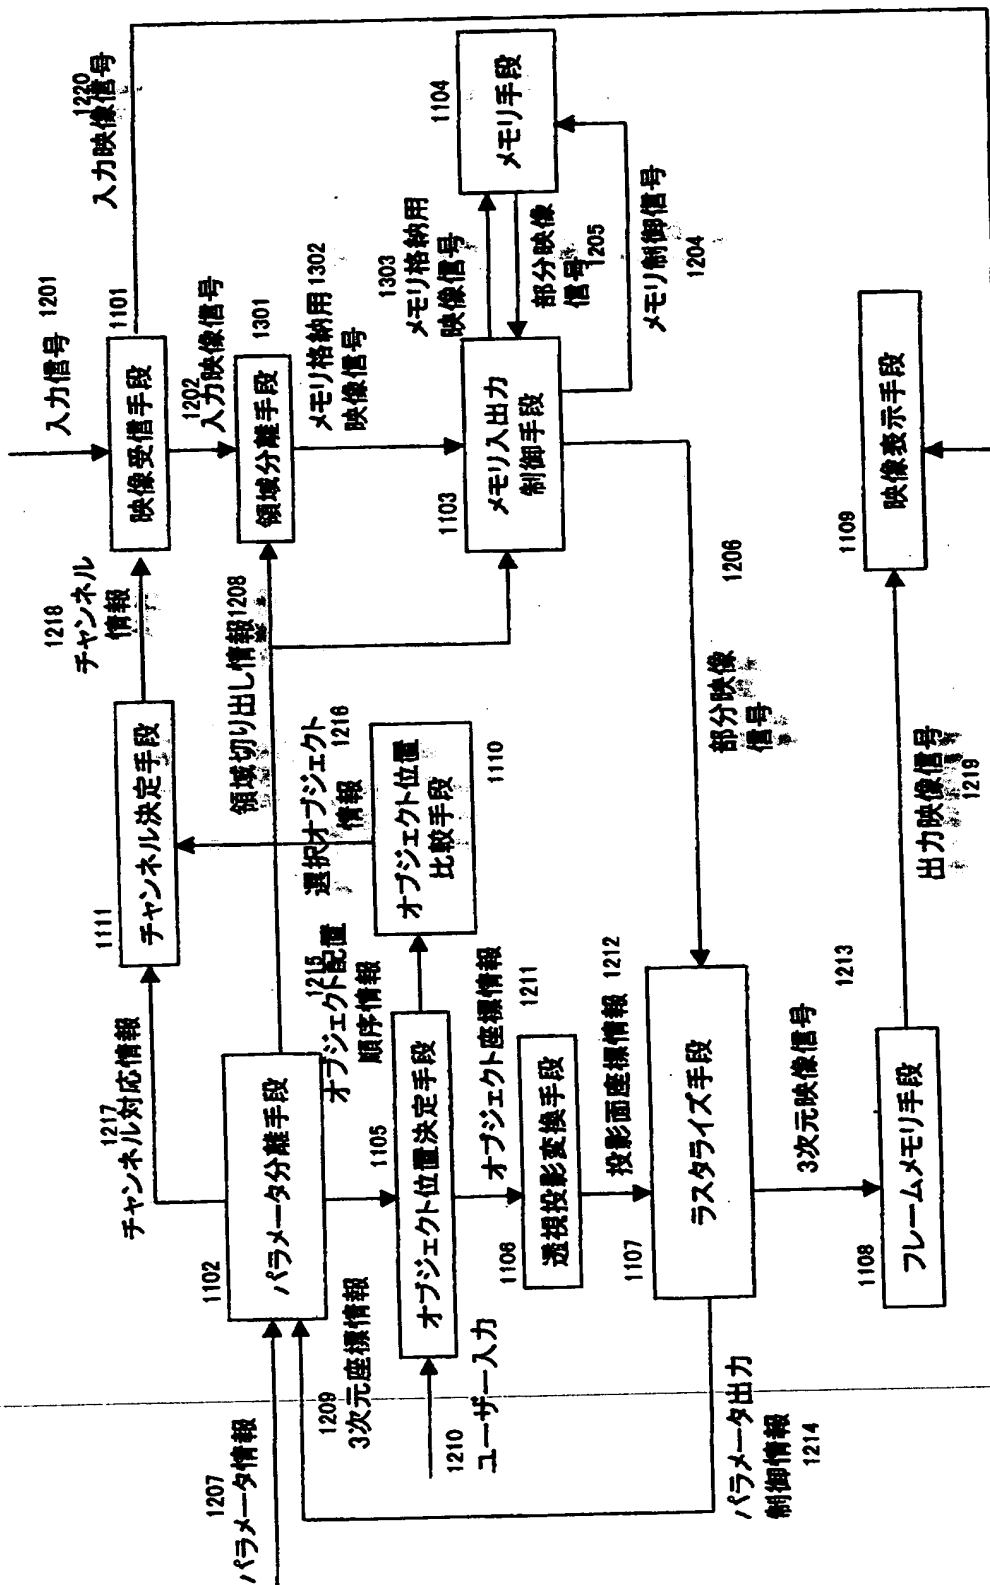 1207
パラメータ情報
1217
チャンネル対応情報
1111
チャンネル決定手段
1218
チャンネル
情報
入力信号 1201
1101
映像受信手段
1220
入力映像信号
1202
入力映像信号
1102
パラメータ分離手段
領域切り出し情報1208
1301
領域分離手段
メモリ格納用 1302
映像信号
1209
3次元座標情報
1215
オブジェクト配置
順序情報
選択オブジェクト
情報 1216
1105
オブジェクト位置決定手段
オブジェクト位置
比較手段
1110
1303
メモリ格納用
映像信号
1104
メモリ手段
1103
メモリ入出力
制御手段
部分映像
信号
1205
メモリ制御信号
1204
1210
ユーザー入力
オブジェクト座標情報
1211
1106
透視投影変換手段
投影面座標情報 1212
1206
部分映像
信号
1107
ラスタライズ手段
パラメータ出力
制御情報
1214
3次元映像信号
1213
1108
フレームメモリ手段
出力映像信号
1219
1109
映像表示手段